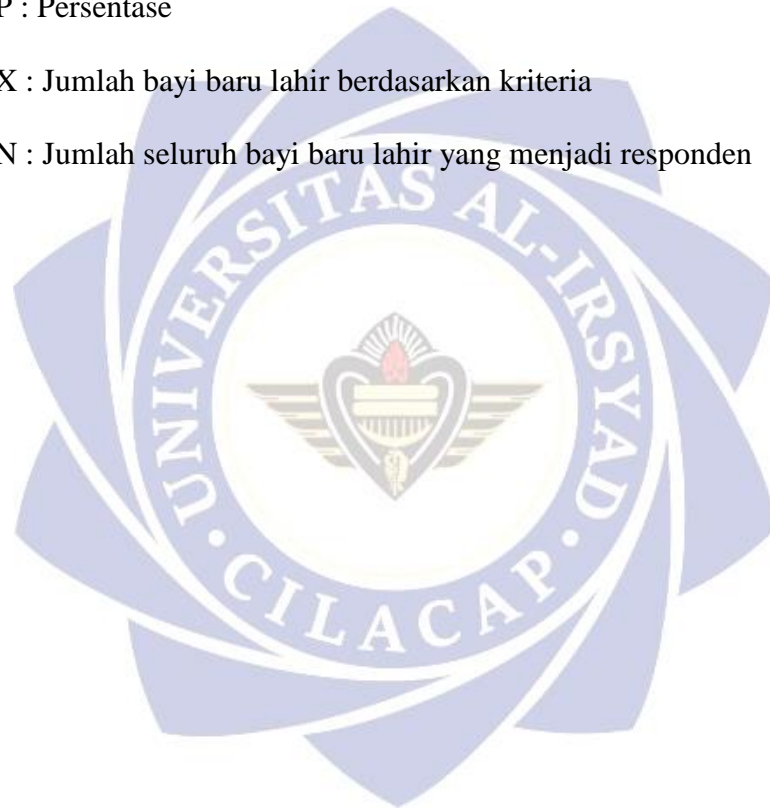 P : Persentase
X : Jumlah bayi baru lahir berdasarkan kriteria
N : Jumlah seluruh bayi baru lahir yang menjadi responden
UNIVERSITAS AL-IRSYAD
CILACAP